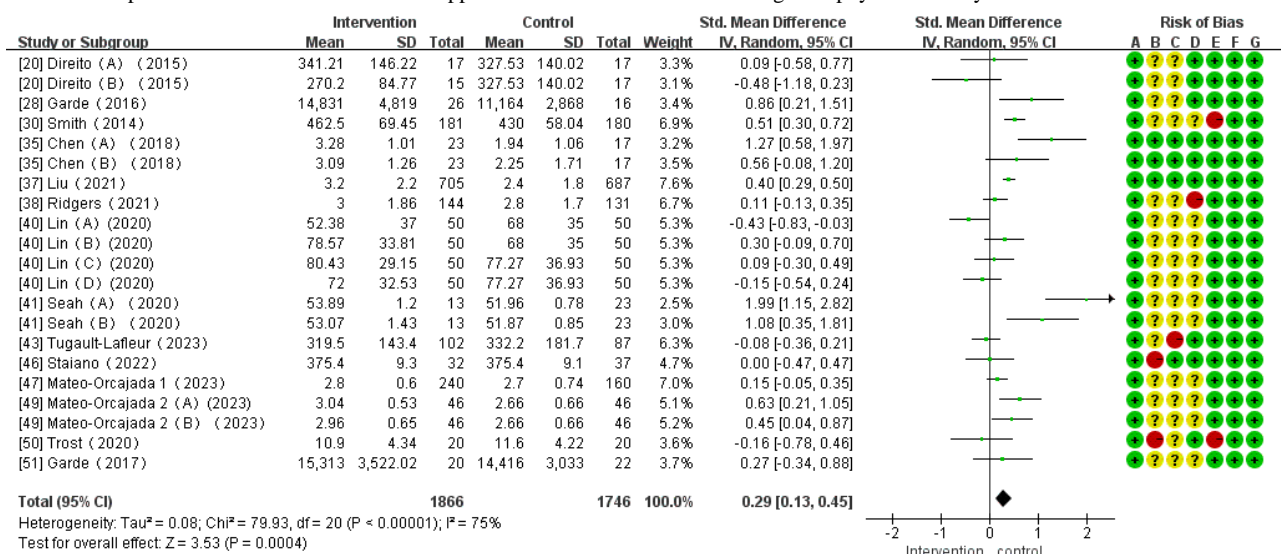 Intervention Control Std. Mean Difference Std. Mean Difference Risk of Bias
Study or Subgroup Mean SD Total Mean SD Total Weight IV, Random, 95% CI IV, Random, 95% CI A B C D E F G
[20] Direito (A) (2015) 341.21 146.22 17 327.53 140.02 17 3.3% 0.09 [-0.58, 0.77] + ? ? + + + +
[20] Direito (B) (2015) 270.2 84.77 15 327.53 140.02 17 3.1% -0.48 [-1.18, 0.23] + ? ? + + + +
[28] Garde (2016) 14,831 4,819 26 11,164 2,868 16 3.4% 0.86 [0.21, 1.51] + ? ? ? + + +
[30] Smith (2014) 462.5 69.45 181 430 58.04 180 6.9% 0.51 [0.30, 0.72] + ? ? ? - + +
[35] Chen (A) (2018) 3.28 1.01 23 1.94 1.06 17 3.2% 1.27 [0.58, 1.97] + + + + + + +
[35] Chen (B) (2018) 3.09 1.26 23 2.25 1.71 17 3.5% 0.56 [-0.08, 1.20] + + + + + + +
[37] Liu (2021) 3.2 2.2 705 2.4 1.8 687 7.6% 0.40 [0.29, 0.50] + + + + + + +
[38] Ridgers (2021) 3 1.86 144 2.8 1.7 131 6.6% 0.11 [-0.13, 0.35] + ? ? - + + +
[40] Lin (A) (2020) 52.38 37 50 68 35 50 5.3% -0.43 [-0.83, -0.03] + ? ? ? + + +
[40] Lin (B) (2020) 78.57 33.81 50 68 35 50 5.3% 0.30 [-0.09, 0.70] + ? ? ? + + +
[40] Lin (C) (2020) 80.43 29.15 50 77.27 36.93 50 5.3% 0.09 [-0.30, 0.49] + ? ? ? + + +
[40] Lin (D) (2020) 72 32.53 50 77.27 36.93 50 5.3% -0.15 [-0.54, 0.24] + ? ? ? + + +
[41] Seah (A) (2020) 53.89 1.2 13 51.96 0.78 23 2.5% 1.99 [1.15, 2.82] + ? ? ? + + +
[41] Seah (B) (2020) 53.07 1.43 13 51.87 0.85 23 3.0% 1.08 [0.35, 1.81] + ? ? ? + + +
[43] Tugault-Lafleur (2023) 319.5 143.4 102 332.2 181.7 87 6.2% -0.08 [-0.36, 0.21] + ? - + + + +
[46] Staiano (2022) 375.4 9.3 32 375.4 9.1 37 4.7% 0.00 [-0.47, 0.47] + - + + + + +
[47] Mateo-Orcajada 1 (2023) 2.8 0.6 240 2.7 0.74 160 7.0% 0.15 [-0.05, 0.35] + ? ? ? + + +
[49] Mateo-Orcajada 2 (A) (2023) 3.04 0.53 46 2.66 0.66 46 5.1% 0.63 [0.21, 1.05] + ? ? ? + + +
[49] Mateo-Orcajada 2 (B) (2023) 2.96 0.65 46 2.66 0.66 46 5.2% 0.45 [0.04, 0.87] + ? ? ? + + +
[50] Trost (2020) 10.9 4.34 20 11.6 4.22 20 3.6% -0.16 [-0.78, 0.46] + - ? + - + +
[51] Garde (2017) 15,313 3,522.02 20 14,416 3,033 22 3.7% 0.27 [-0.34, 0.88] + ? ? ? + + +
Total (95% CI) 1866 1746 100.0% 0.29 [0.13, 0.45]
Heterogeneity: Tau² = 0.08; Chi² = 79.93, df = 20 (P < 0.00001); I² = 75%
Test for overall effect: Z = 3.53 (P = 0.0004)
-2 -1 0 1 2
Intervention control